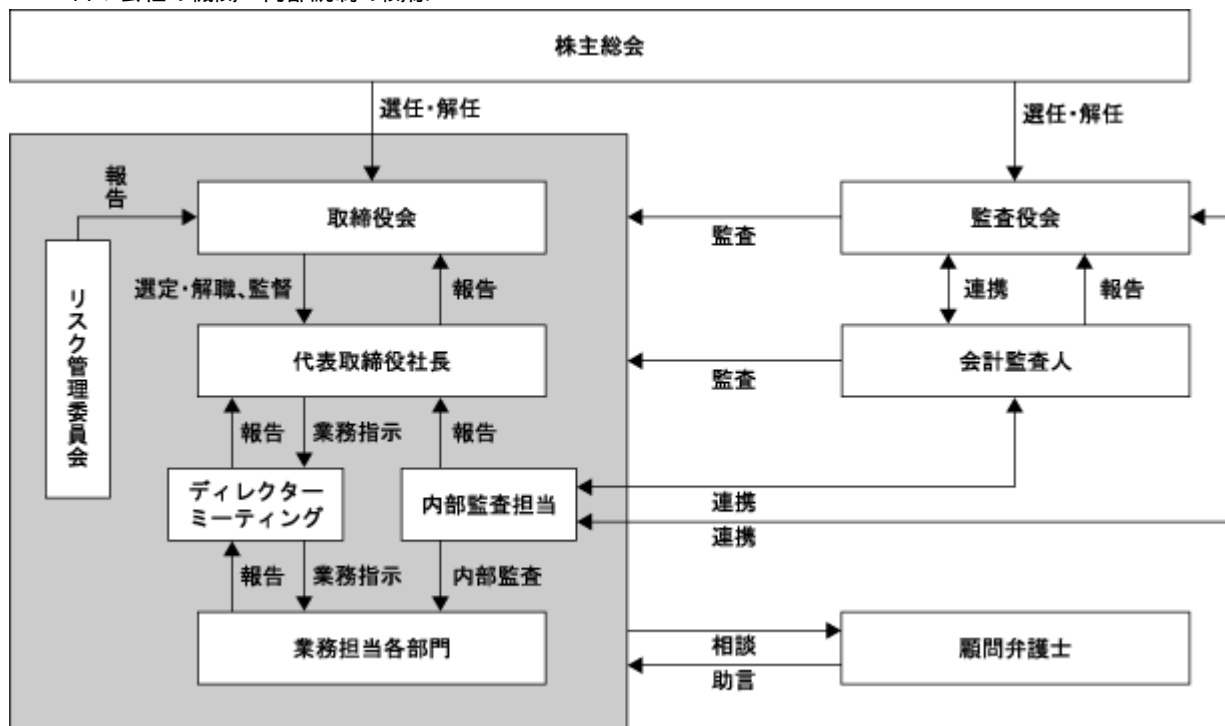 株主総会
選任・解任
選任・解任
報告
取締役会
監査役会
監査
選定・解職、監督
報告
連携
報告
リスク管理委員会
代表取締役社長
会計監査人
監査
報告
業務指示
報告
ディレクター
ミーティング
内部監査担当
連携
連携
報告
業務指示
内部監査
業務担当各部門
相談
助言
顧問弁護士